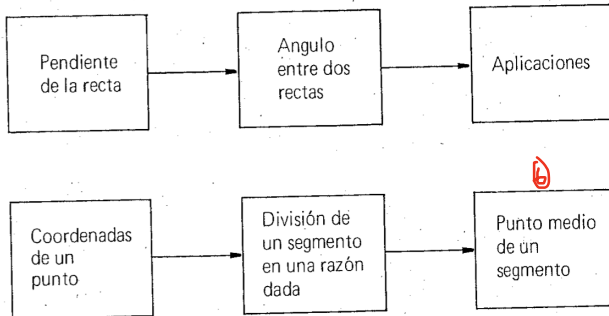 Pendiente
de la recta
Angulo
entre dos
rectas
Aplicaciones
6
Coordenadas
de un
punto
División de
un segmento
en una razón
dada
Punto medio
de un
segmento